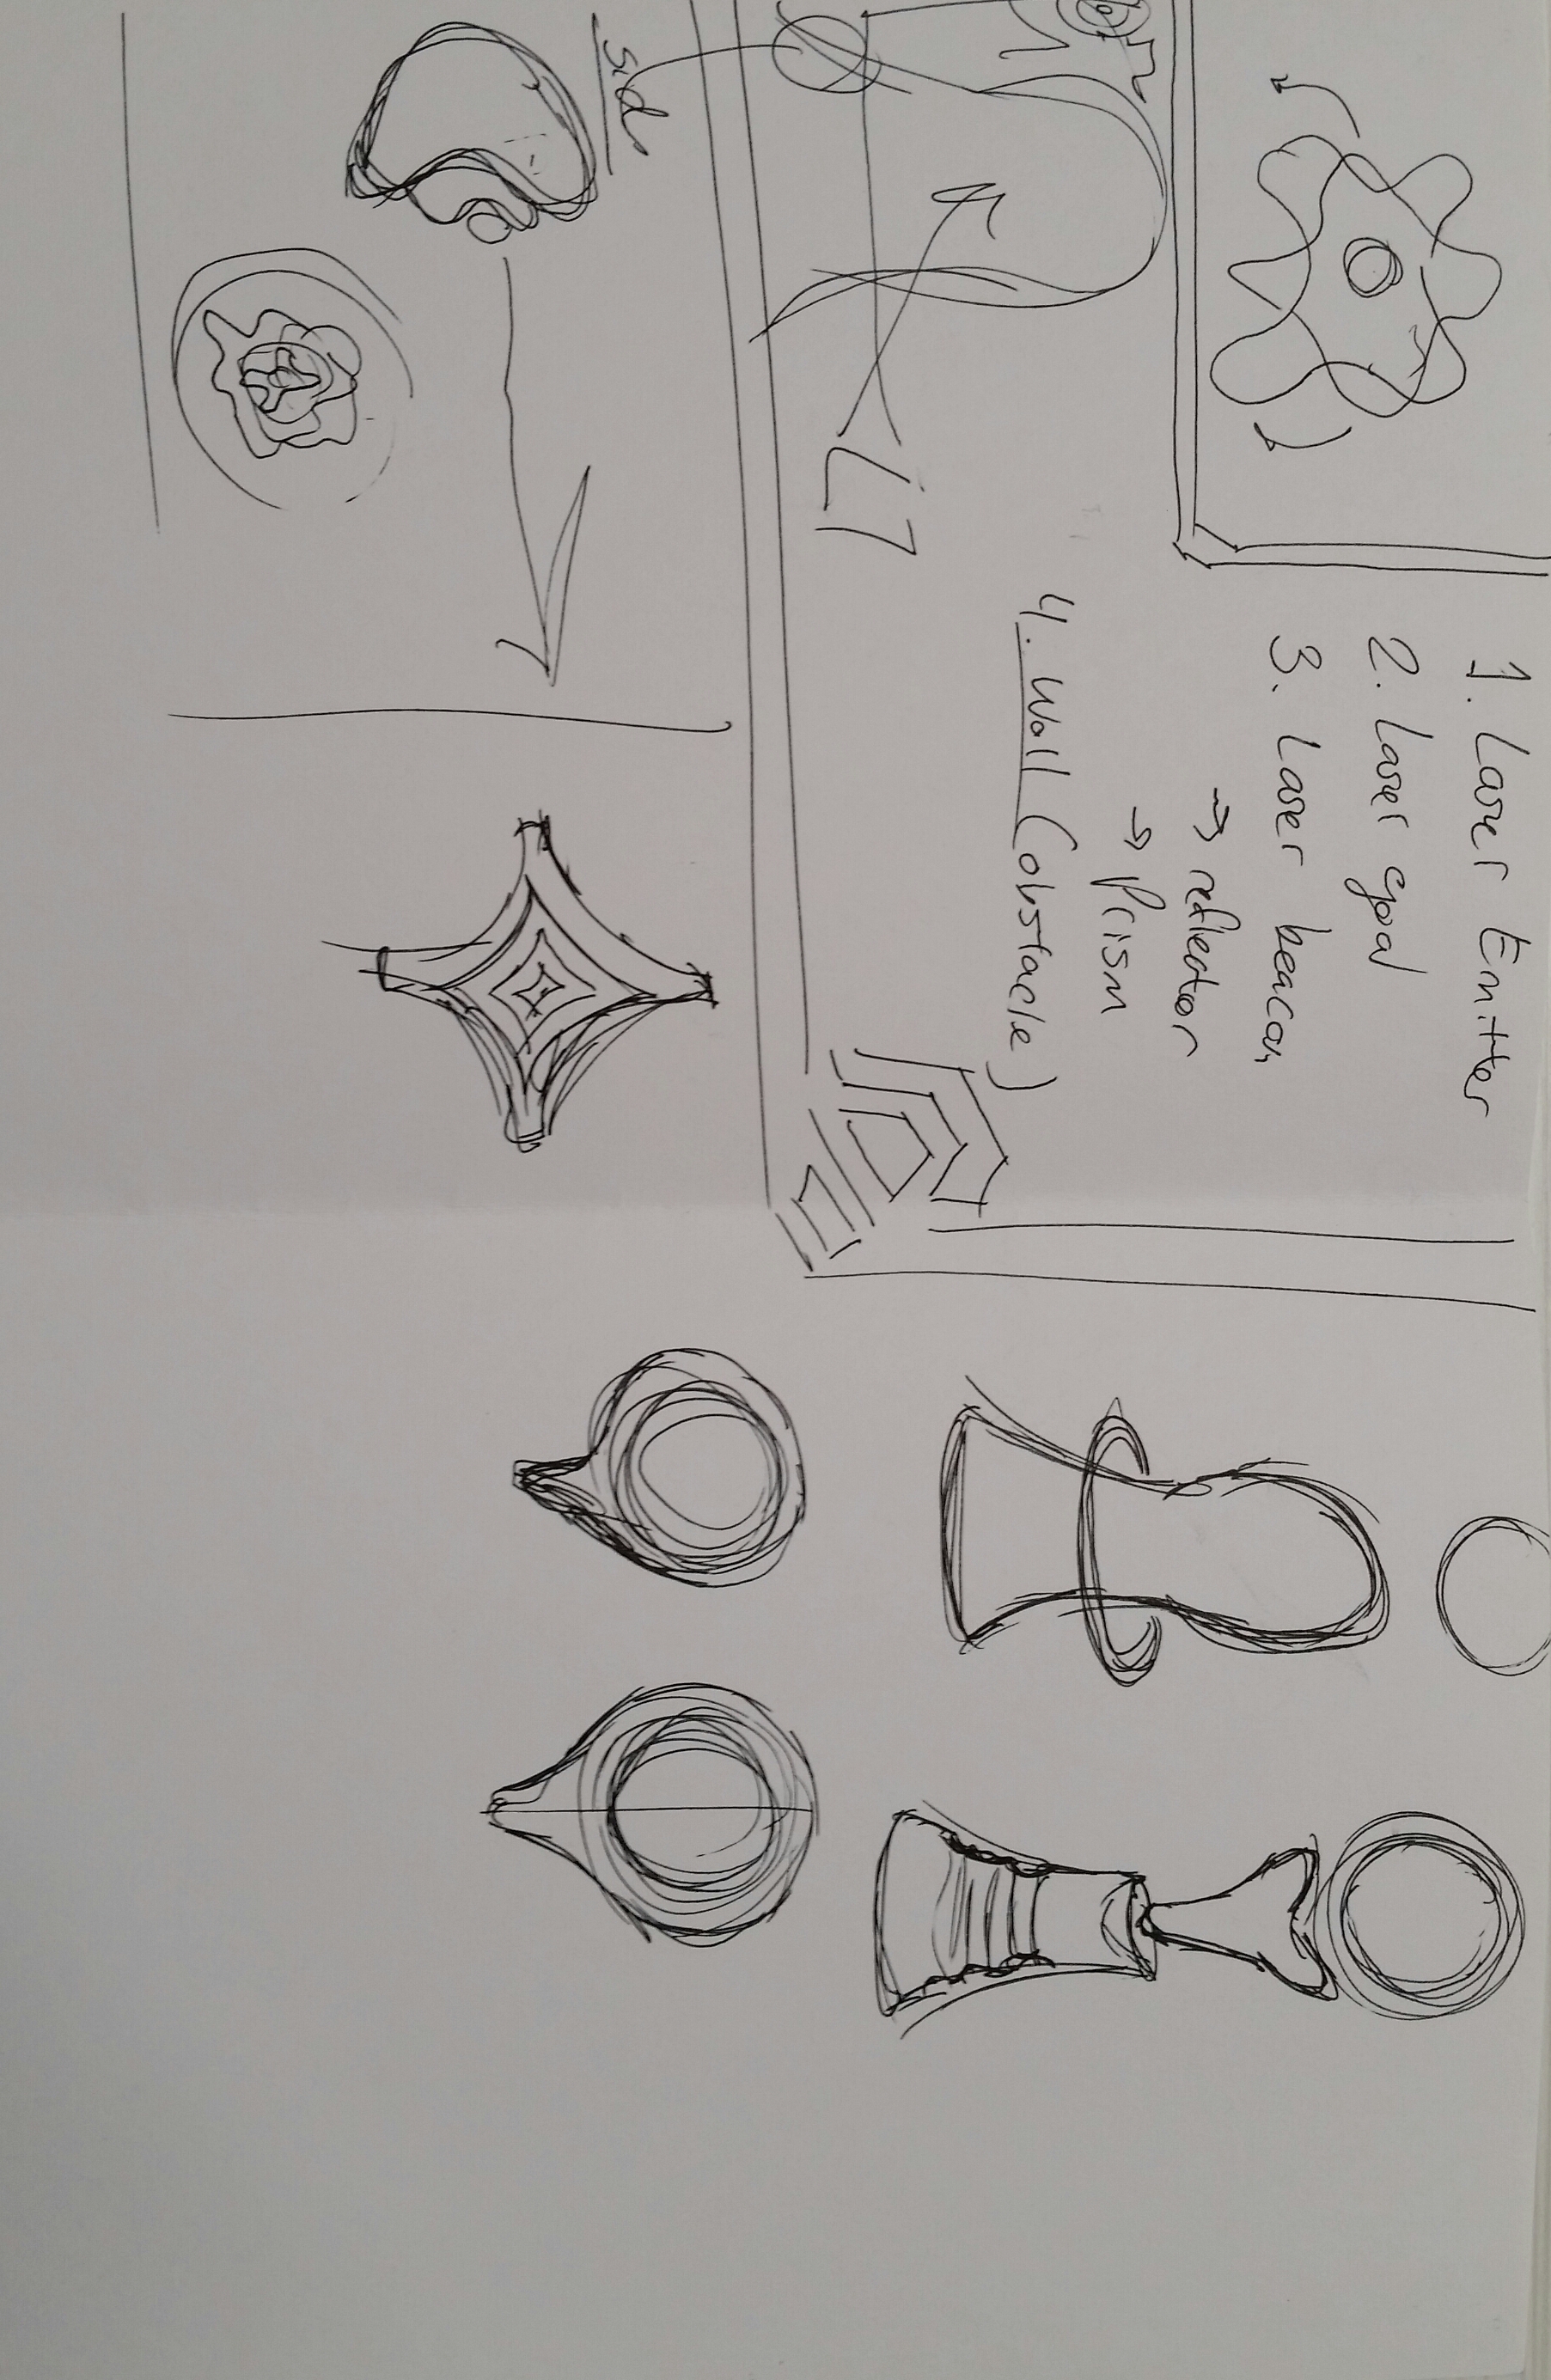 1. Laser Emitter
2. Laser goal
3. Laser beacon
→ reflector
→ Prism
4. Wall (obstacle)
side